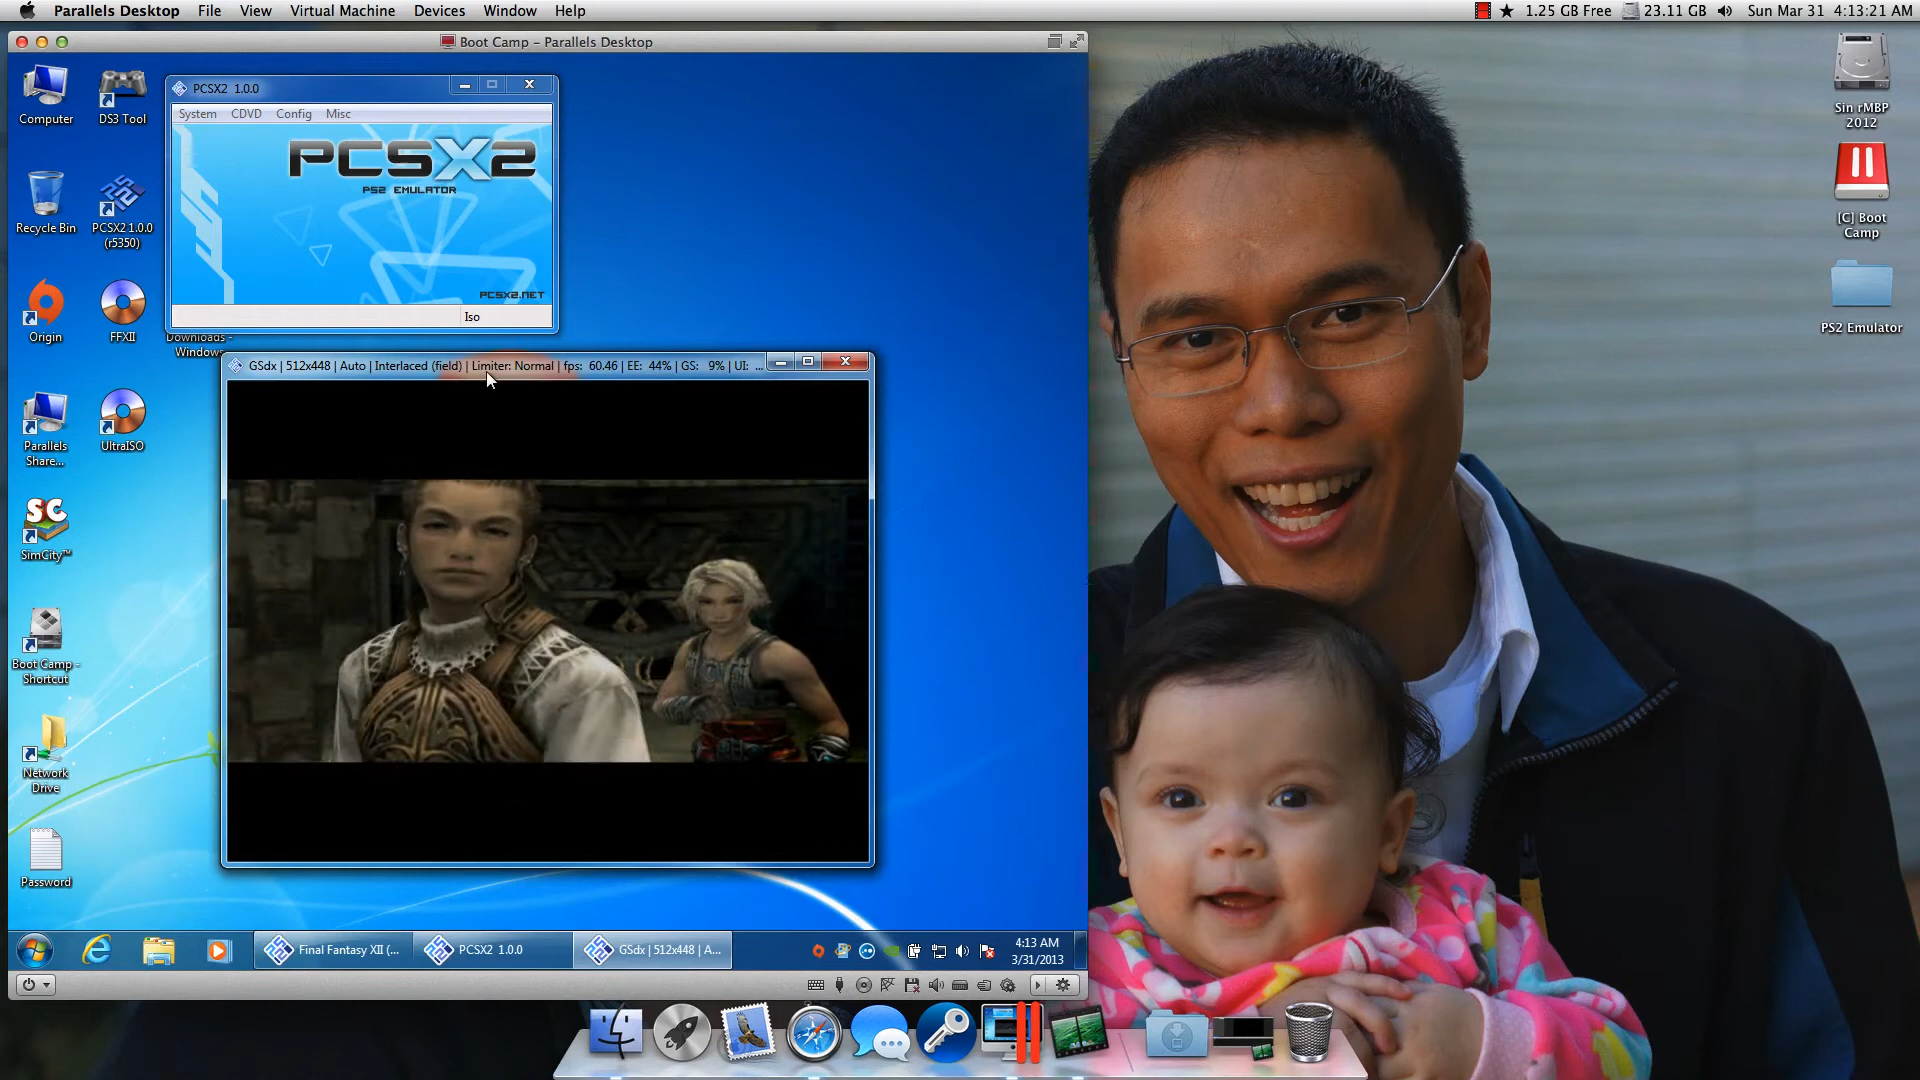 Parallels Desktop File View Virtual Machine Devices Window Help
1.25 GB Free 23.11 GB Sun Mar 31 4:13:21 AM
Boot Camp – Parallels Desktop
Computer
DS3 Tool
Recycle Bin
PCSX2 1.0.0
(r5350)
Origin
FFXII
Downloads -
Windows
Parallels
Share...
UltraISO
SC
SimCity™
Boot Camp -
Shortcut
Network
Drive
Password
PCSX2 1.0.0
System CDVD Config Misc
PCSX2
PS2 EMULATOR
PCSX2.NET
Iso
GSdx | 512x448 | Auto | Interlaced (field) | Limiter: Normal | fps: 60.46 | EE: 44% | GS: 9% | UI: ...
Final Fantasy XII (...
PCSX2 1.0.0
GSdx | 512x448 | A...
4:13 AM
3/31/2013
Sin rMBP
2012
[C] Boot
Camp
PS2 Emulator